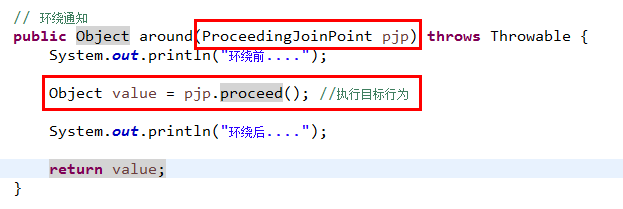 // 环绕通知
public Object around(ProceedingJoinPoint pjp) throws Throwable {
System.out.println("环绕前....");
Object value = pjp.proceed(); //执行目标行为
System.out.println("环绕后....");
return value;
}